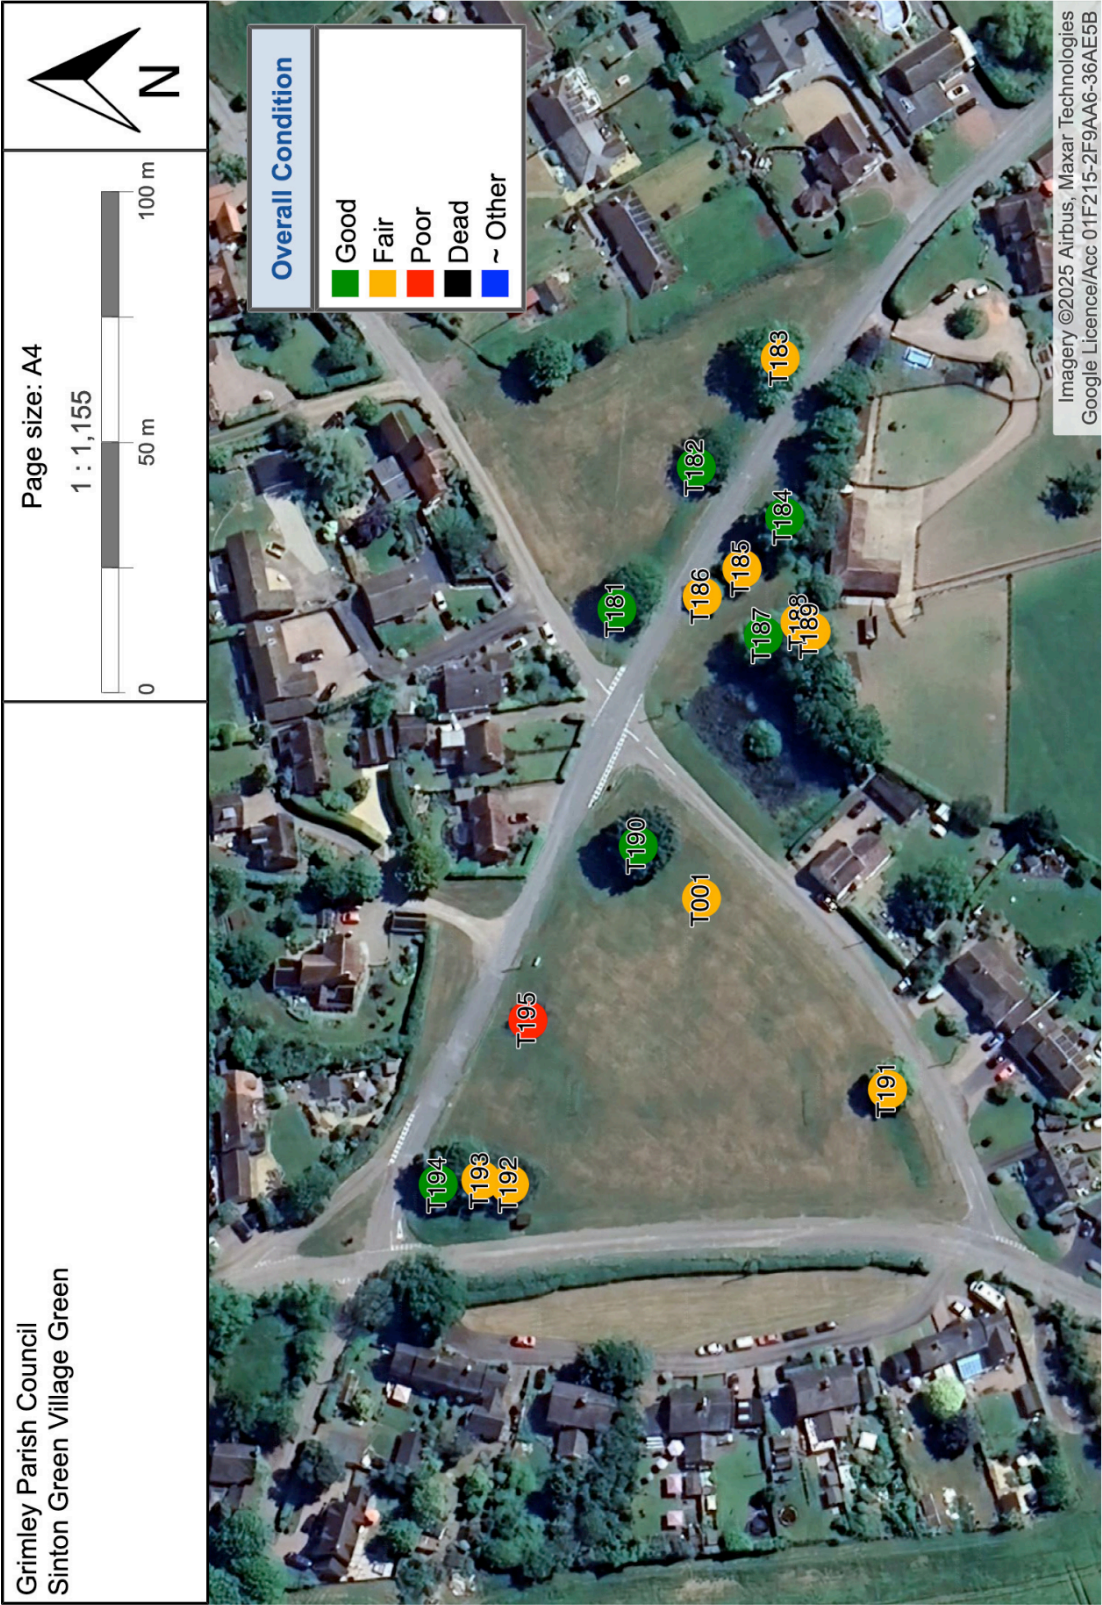 Grimley Parish Council
Sinton Green Village Green
Page size: A4
1 : 1,155
0
50 m
100 m
N
Overall Condition
Good
Fair
Poor
Dead
~ Other
T194
T193
T192
T195
T191
T001
T190
T181
T187
T188
T189
T186
T185
T184
T182
T183
Imagery ©2025 Airbus, Maxar Technologies
Google Licence/Acc 01F215-2F9AA6-36AE5B